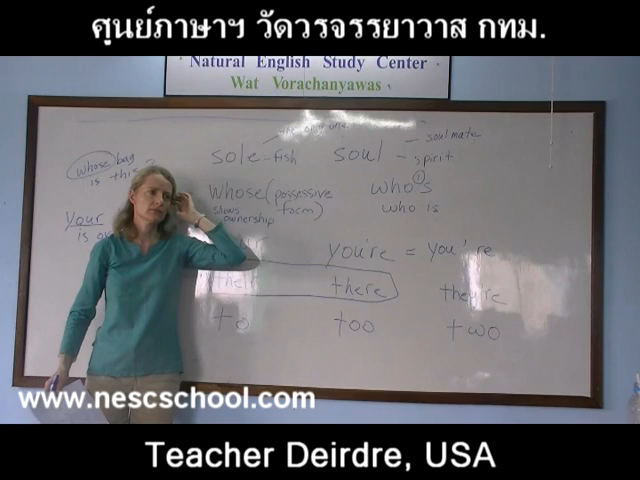 ศูนย์ภาษาฯ วัดวรจรรยาวาส กทม.
Natural English Study Center
Wat Vorachanyawas
sole - fish
soul - soul mate
- spirit
whose bag
is this
whose (possessive
form)
shows
ownership
who's
who is
your
is
you're = you're
their there they're
to too two
www.nescschool.com
Teacher Deirdre, USA